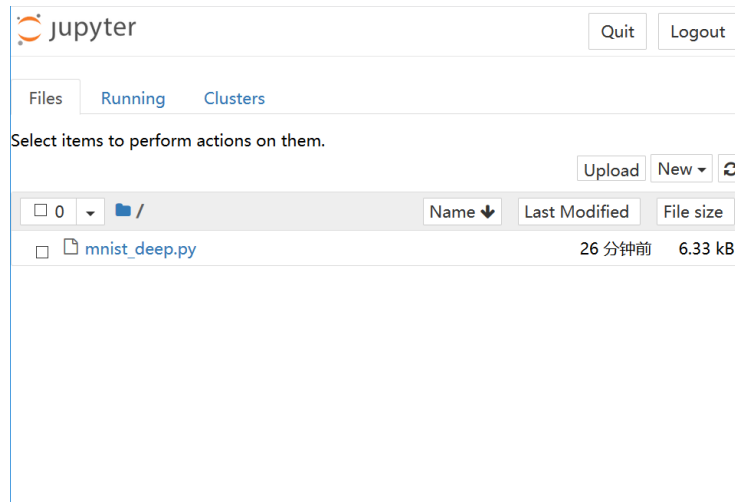 jupyter
Quit Logout
Files Running Clusters
Select items to perform actions on them.
Upload New
0 / Name Last Modified File size
mnist_deep.py 26 分钟前 6.33 kB